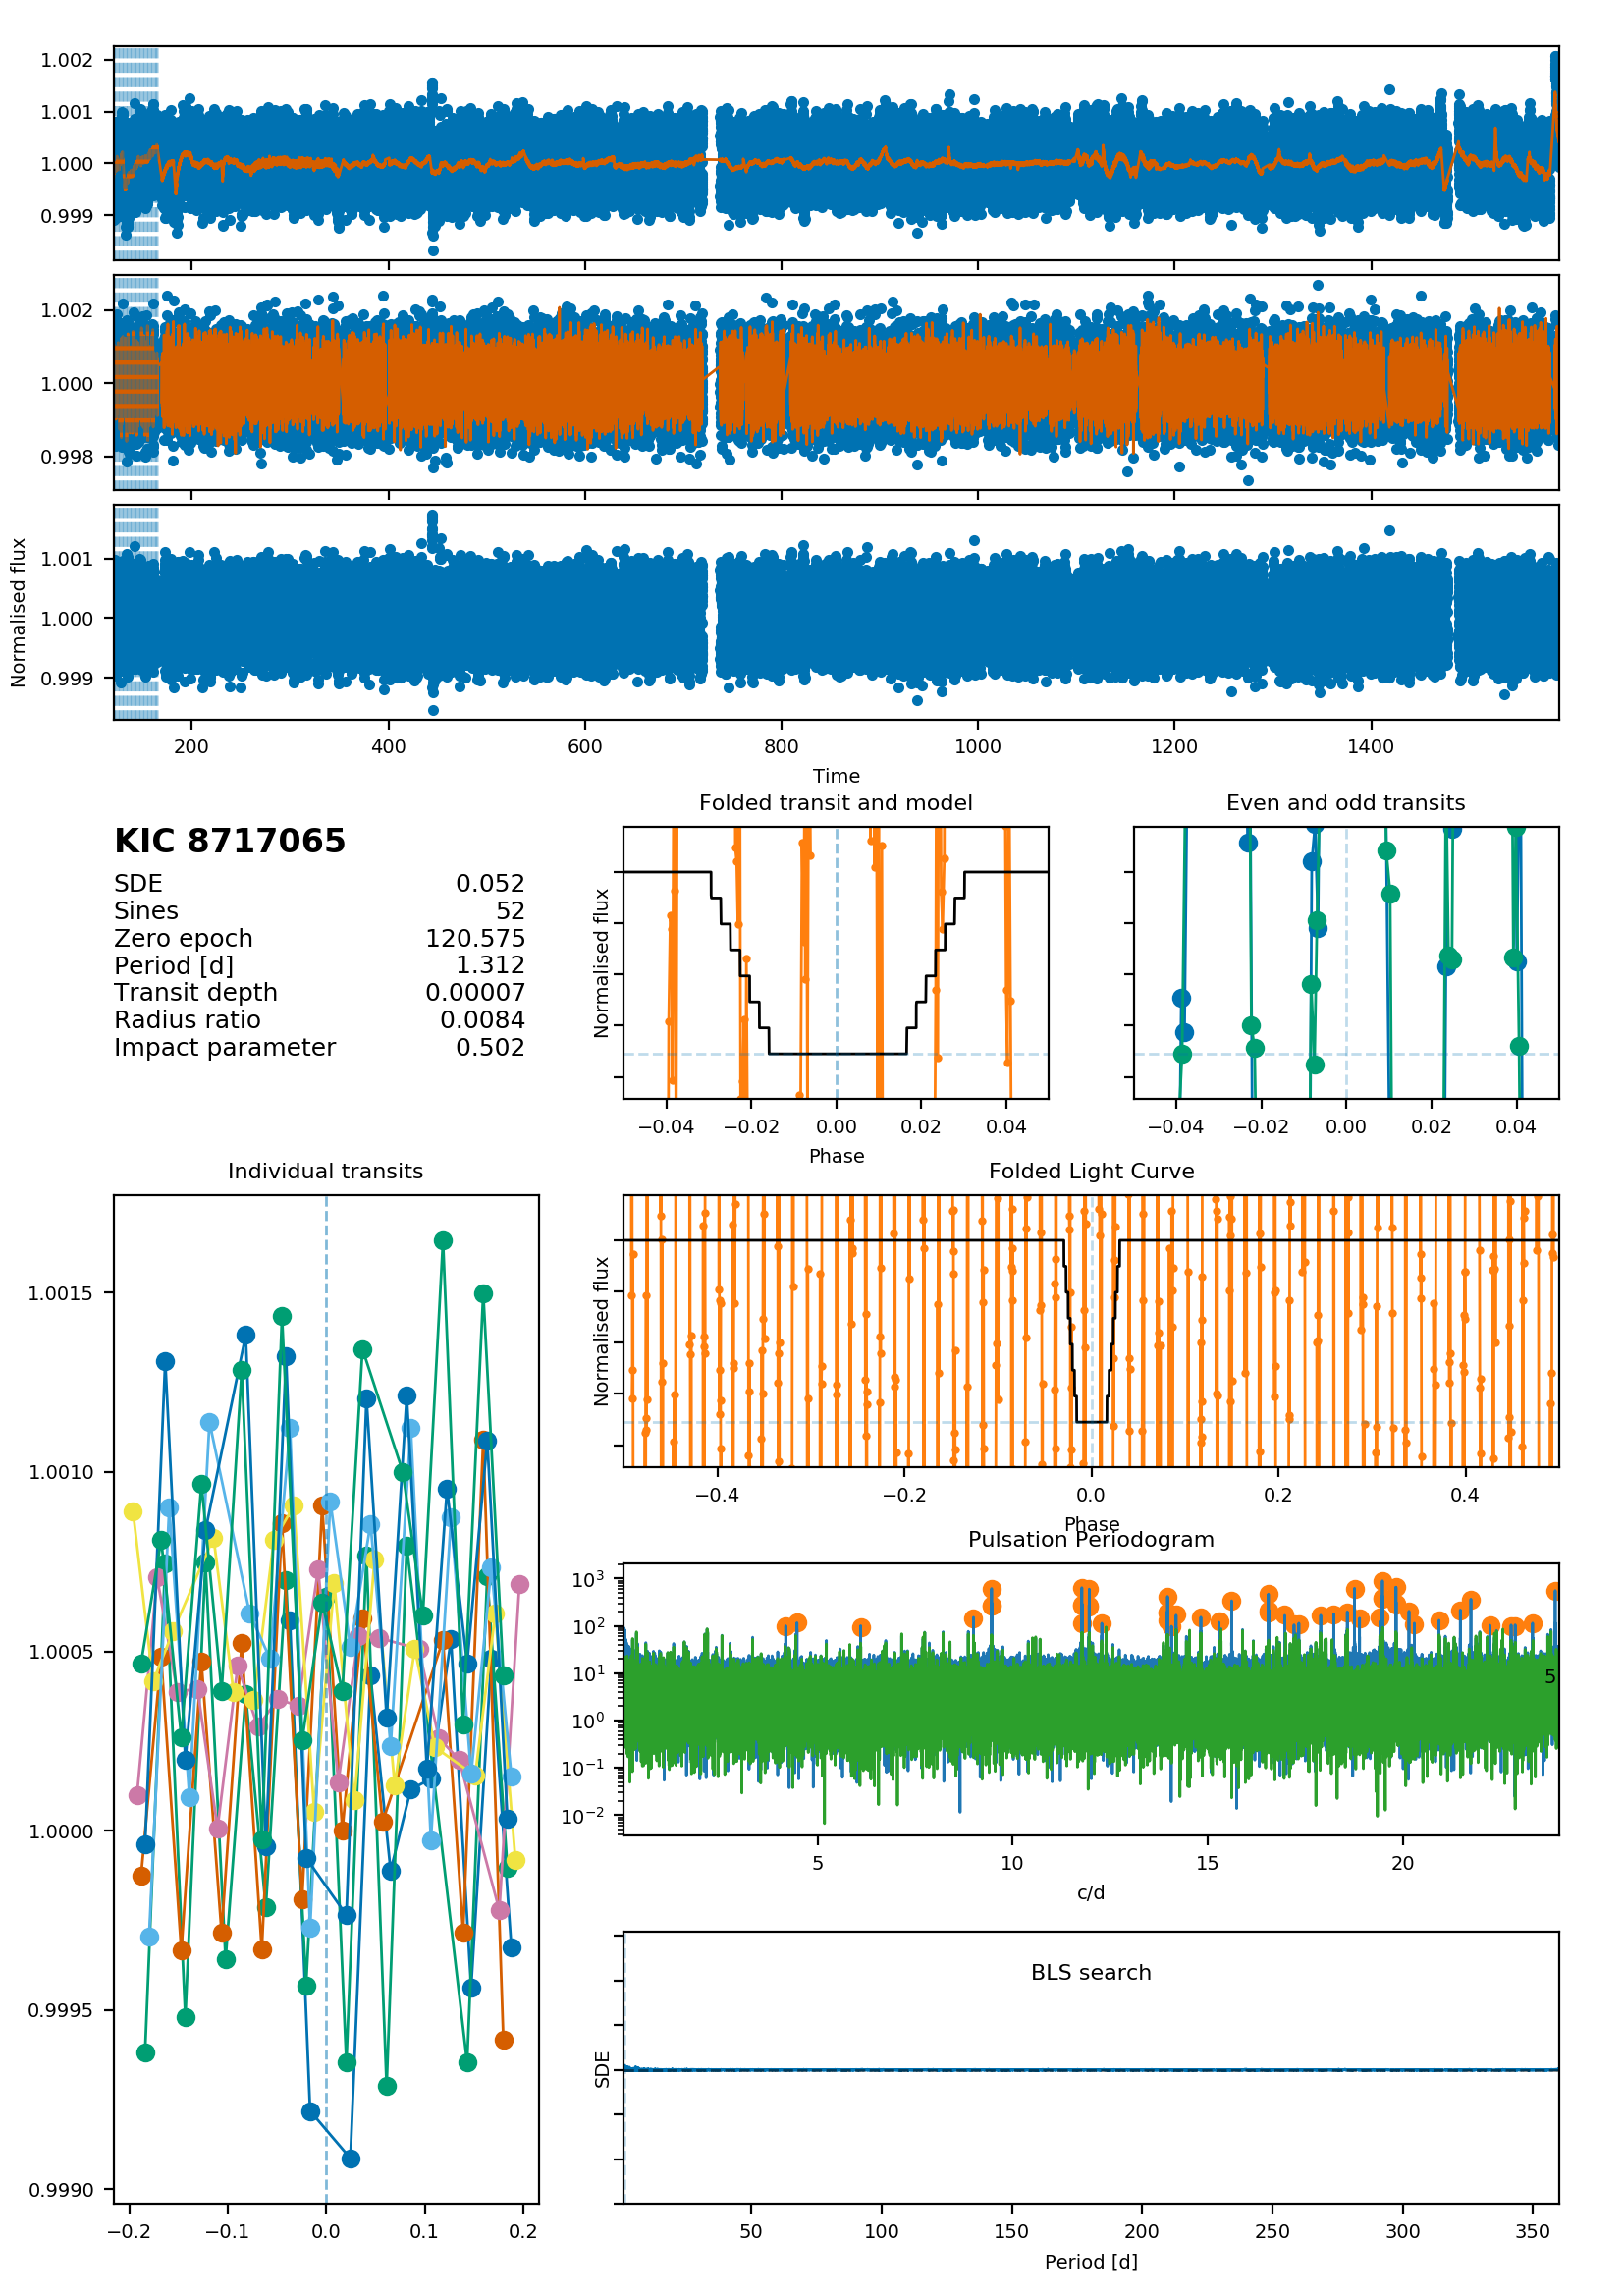 1.002
1.001
1.000
0.999
1.002
1.000
0.998
1.001
1.000
0.999
Normalised flux
200 400 600 800 1000 1200 1400
Time
KIC 8717065
SDE 0.052
Sines 52
Zero epoch 120.575
Period [d] 1.312
Transit depth 0.00007
Radius ratio 0.0084
Impact parameter 0.502
Folded transit and model
Normalised flux
−0.04 −0.02 0.00 0.02 0.04
Phase
Even and odd transits
−0.04 −0.02 0.00 0.02 0.04
Individual transits
1.0015
1.0010
1.0005
1.0000
0.9995
0.9990
−0.2 −0.1 0.0 0.1 0.2
Folded Light Curve
Normalised flux
−0.4 −0.2 0.0 0.2 0.4
Phase
Pulsation Periodogram
10³
10²
10¹
10⁰
10⁻¹
10⁻²
5
5 10 15 20
c/d
BLS search
SDE
50 100 150 200 250 300 350
Period [d]